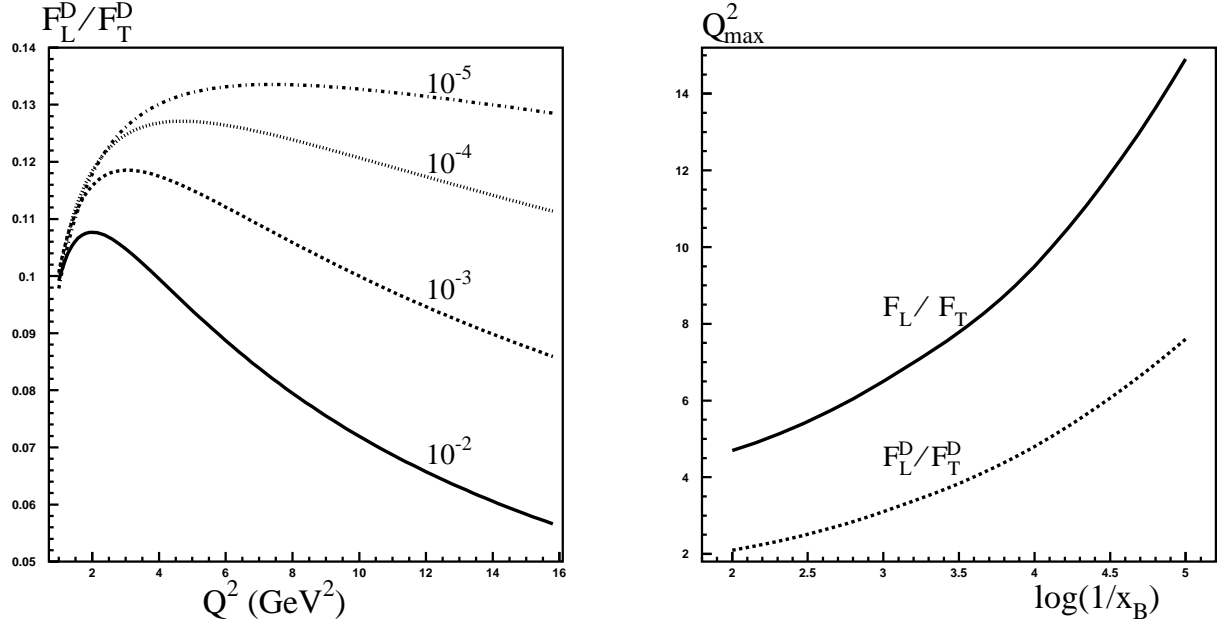 F_L^D/F_T^D
0.14
0.13
0.12
0.11
0.1
0.09
0.08
0.07
0.06
0.05
10^-5
10^-4
10^-3
10^-2
2 4 6 8 10 12 14 16
Q^2 (GeV^2)
Q^2_max
14
12
10
8
6
4
2
F_L / F_T
F_L^D/F_T^D
2 2.5 3 3.5 4 4.5 5
log(1/x_B)